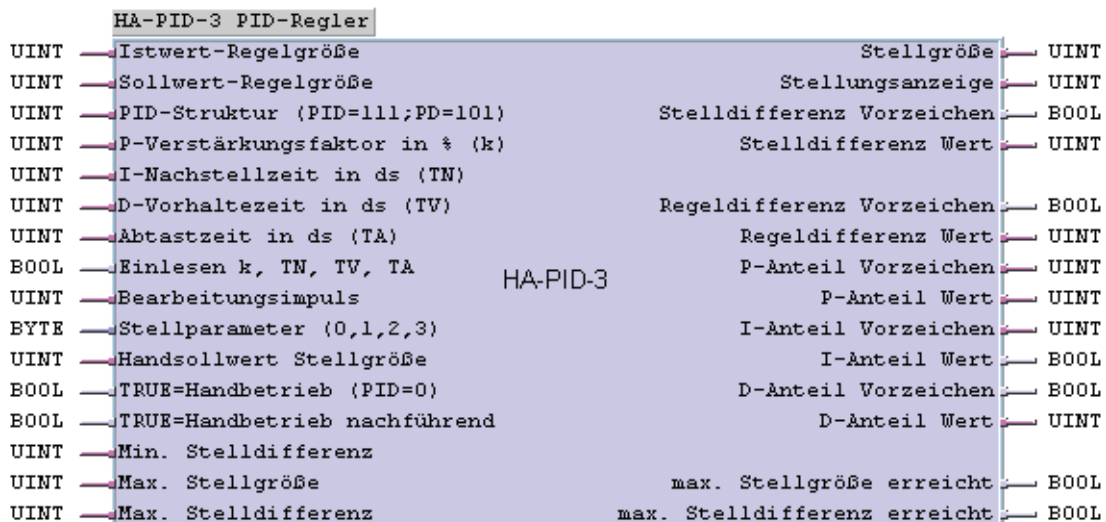 HA-PID-3 PID-Regler
UINT Istwert-Regelgröße Stellgröße UINT
UINT Sollwert-Regelgröße Stellungsanzeige UINT
UINT PID-Struktur (PID=111;PD=101) Stelldifferenz Vorzeichen BOOL
UINT P-Verstärkungsfaktor in % (k) Stelldifferenz Wert UINT
UINT I-Nachstellzeit in ds (TN)
UINT D-Vorhaltezeit in ds (TV) Regeldifferenz Vorzeichen BOOL
UINT Abtastzeit in ds (TA) Regeldifferenz Wert UINT
BOOL Einlesen k, TN, TV, TA P-Anteil Vorzeichen UINT
HA-PID-3
UINT Bearbeitungsimpuls P-Anteil Wert UINT
BYTE Stellparameter (0,1,2,3) I-Anteil Vorzeichen UINT
UINT Handsollwert Stellgröße I-Anteil Wert BOOL
BOOL TRUE=Handbetrieb (PID=0) D-Anteil Vorzeichen BOOL
BOOL TRUE=Handbetrieb nachführend D-Anteil Wert UINT
UINT Min. Stelldifferenz
UINT Max. Stellgröße max. Stellgröße erreicht BOOL
UINT Max. Stelldifferenz max. Stelldifferenz erreicht BOOL